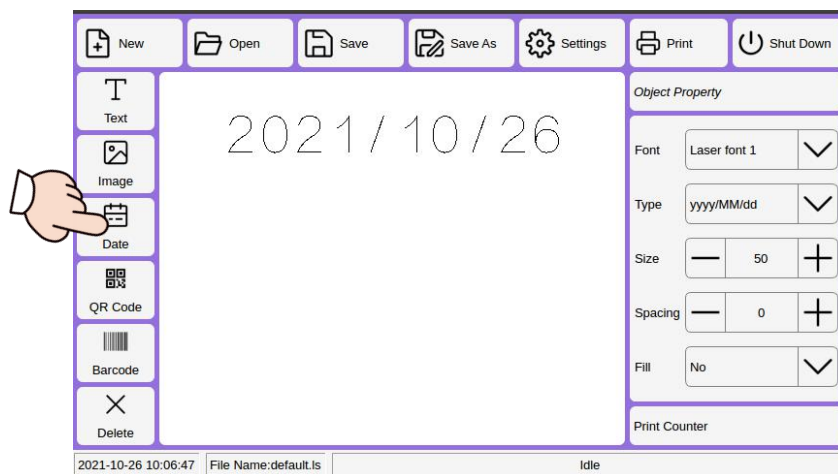 New Open Save Save As Settings Print Shut Down
Text
Image
Date
QR Code
Barcode
Delete
2021/10/26
Object Property
Font Laser font 1
Type yyyy/MM/dd
Size 50
Spacing 0
Fill No
Print Counter
2021-10-26 10:06:47 File Name:default.ls Idle